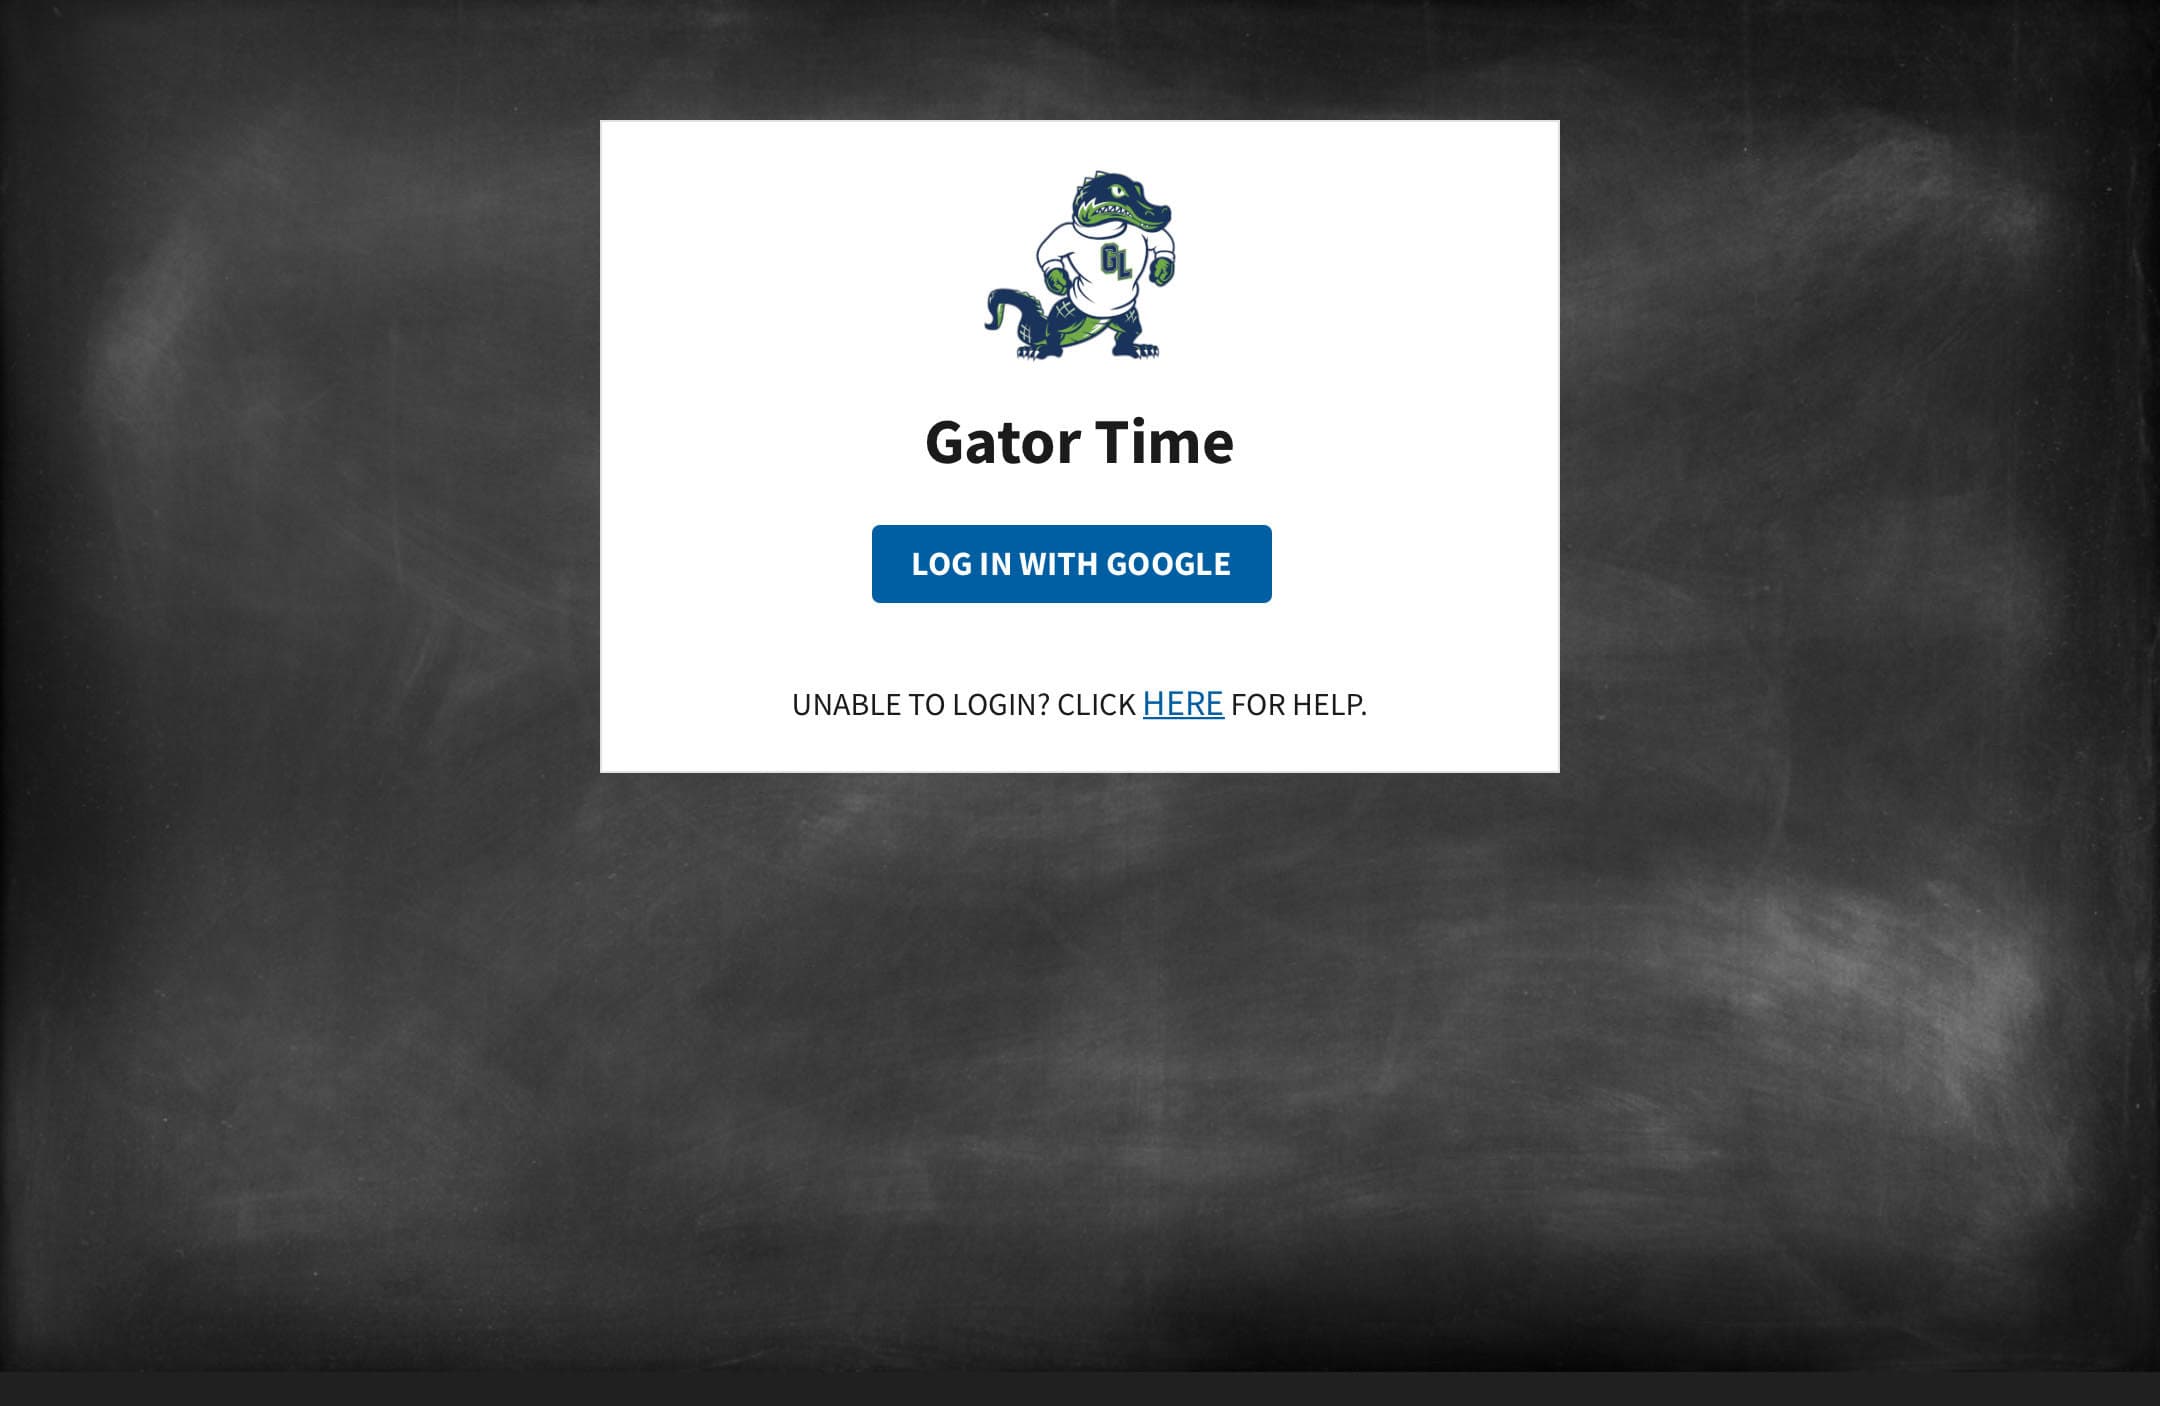 GL
Gator Time
LOG IN WITH GOOGLE
UNABLE TO LOGIN? CLICK HERE FOR HELP.